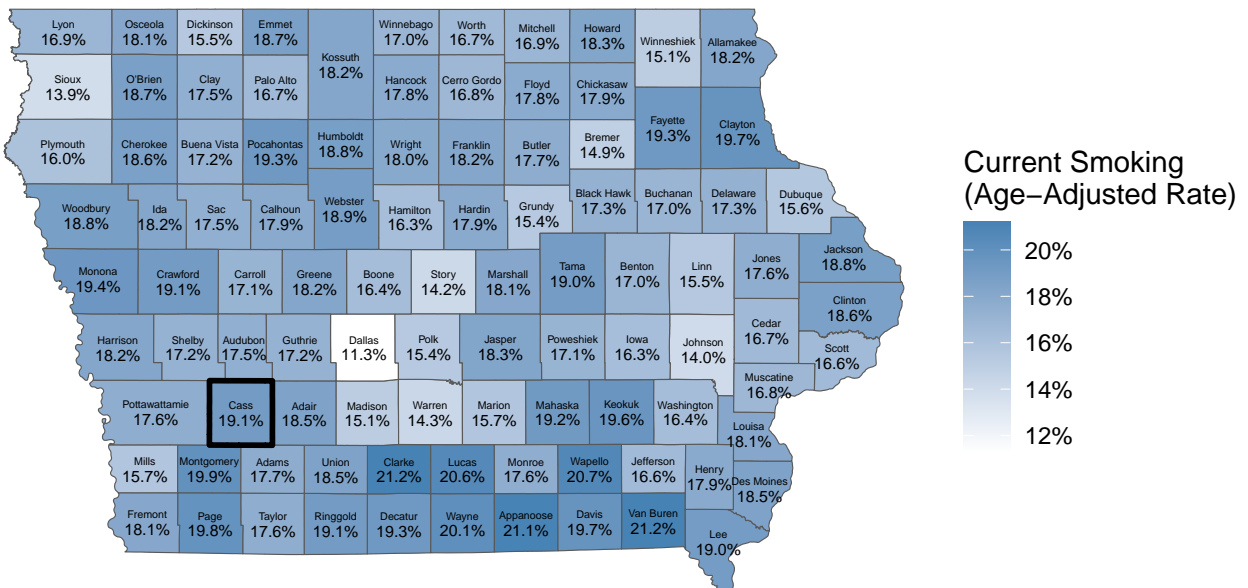 Lyon
16.9%
Osceola
18.1%
Dickinson
15.5%
Emmet
18.7%
Kossuth
18.2%
Winnebago
17.0%
Worth
16.7%
Mitchell
16.9%
Howard
18.3%
Winneshiek
15.1%
Allamakee
18.2%
Sioux
13.9%
O'Brien
18.7%
Clay
17.5%
Palo Alto
16.7%
Hancock
17.8%
Cerro Gordo
16.8%
Floyd
17.8%
Chickasaw
17.9%
Fayette
19.3%
Clayton
19.7%
Plymouth
16.0%
Cherokee
18.6%
Buena Vista
17.2%
Pocahontas
19.3%
Humboldt
18.8%
Wright
18.0%
Franklin
18.2%
Butler
17.7%
Bremer
14.9%
Woodbury
18.8%
Ida
18.2%
Sac
17.5%
Calhoun
17.9%
Webster
18.9%
Hamilton
16.3%
Hardin
17.9%
Grundy
15.4%
Black Hawk
17.3%
Buchanan
17.0%
Delaware
17.3%
Dubuque
15.6%
Monona
19.4%
Crawford
19.1%
Carroll
17.1%
Greene
18.2%
Boone
16.4%
Story
14.2%
Marshall
18.1%
Tama
19.0%
Benton
17.0%
Linn
15.5%
Jones
17.6%
Jackson
18.8%
Clinton
18.6%
Harrison
18.2%
Shelby
17.2%
Audubon
17.5%
Guthrie
17.2%
Dallas
11.3%
Polk
15.4%
Jasper
18.3%
Poweshiek
17.1%
Iowa
16.3%
Johnson
14.0%
Cedar
16.7%
Scott
16.6%
Muscatine
16.8%
Pottawattamie
17.6%
Cass
19.1%
Adair
18.5%
Madison
15.1%
Warren
14.3%
Marion
15.7%
Mahaska
19.2%
Keokuk
19.6%
Washington
16.4%
Louisa
18.1%
Mills
15.7%
Montgomery
19.9%
Adams
17.7%
Union
18.5%
Clarke
21.2%
Lucas
20.6%
Monroe
17.6%
Wapello
20.7%
Jefferson
16.6%
Henry
17.9%
Des Moines
18.5%
Fremont
18.1%
Page
19.8%
Taylor
17.6%
Ringgold
19.1%
Decatur
19.3%
Wayne
20.1%
Appanoose
21.1%
Davis
19.7%
Van Buren
21.2%
Lee
19.0%
Current Smoking
(Age−Adjusted Rate)
20%
18%
16%
14%
12%